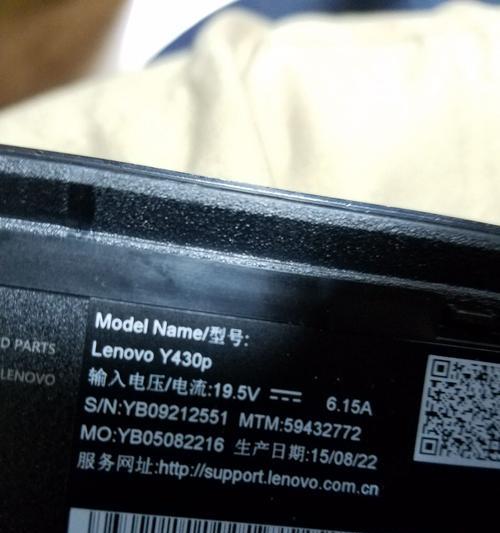 Model Name/型号:
Lenovo Y430p
输入电压/电流:19.5V ⎓ 6.15A
S/N:YB09212551 MTM:59432772
MO:YB05082216 生产日期:15/08/22
服务网址:http://support.lenovo.com.cn
D PARTS
LENOVO